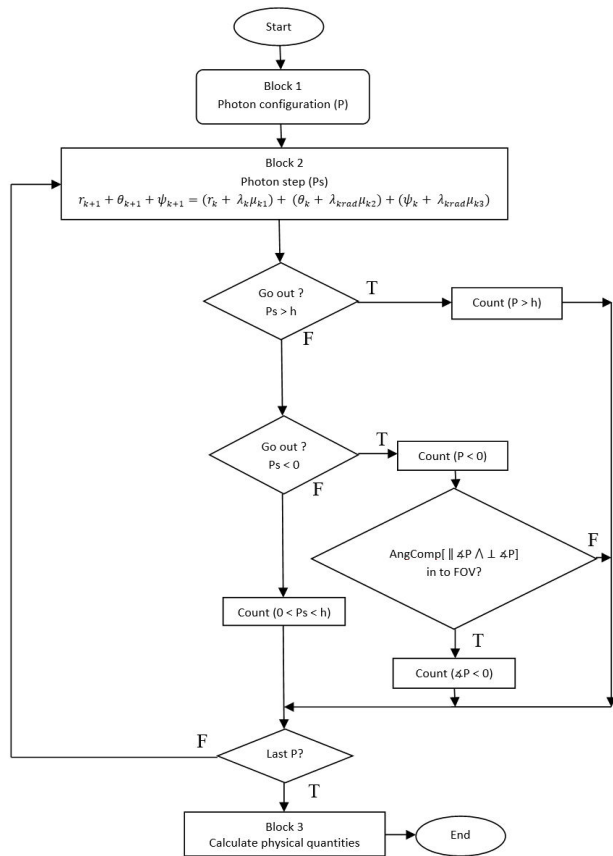 Start
Block 1
Photon configuration (P)
Block 2
Photon step (Ps)
r_{k+1} + θ_{k+1} + ψ_{k+1} = (r_k + λ_kμ_{k1}) + (θ_k + λ_{krad}μ_{k2}) + (ψ_k + λ_{krad}μ_{k3})
Go out ?
Ps > h
T
Count (P > h)
F
Go out ?
Ps < 0
T
Count (P < 0)
F
AngComp[ ∥ ∡P ⋀ ⊥ ∡P]
in to FOV?
F
Count (0 < Ps < h)
T
Count (∡P < 0)
F
Last P?
T
Block 3
Calculate physical quantities
End